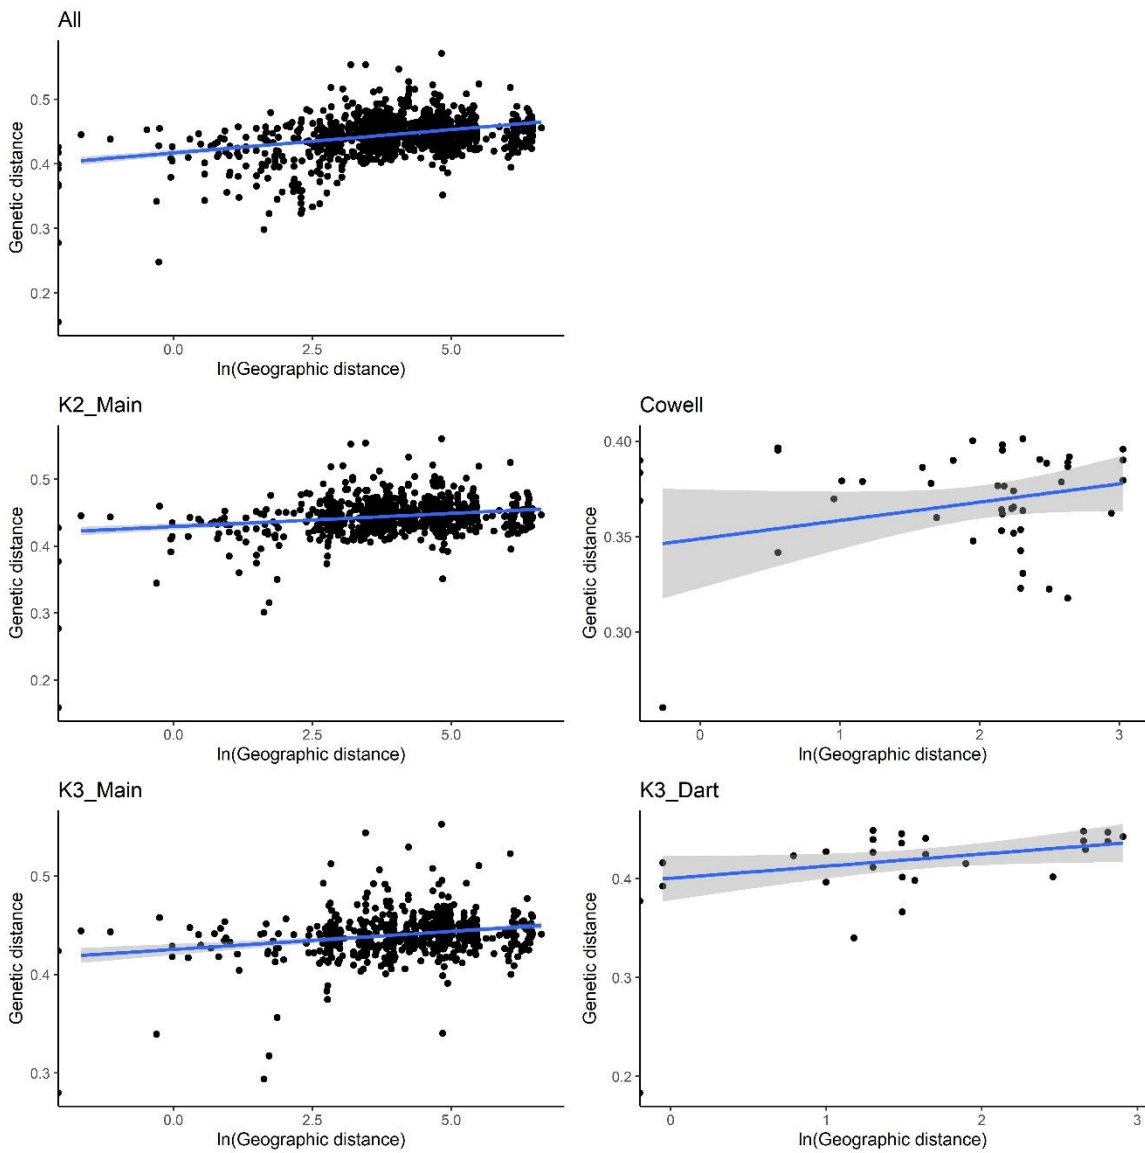 All
Genetic distance
0.5
0.4
0.3
0.2
0.0 2.5 5.0
ln(Geographic distance)
K2_Main
Genetic distance
0.5
0.4
0.3
0.2
0.0 2.5 5.0
ln(Geographic distance)
Cowell
Genetic distance
0.40
0.35
0.30
0 1 2 3
ln(Geographic distance)
K3_Main
Genetic distance
0.5
0.4
0.3
0.0 2.5 5.0
ln(Geographic distance)
K3_Dart
Genetic distance
0.4
0.3
0.2
0 1 2 3
ln(Geographic distance)